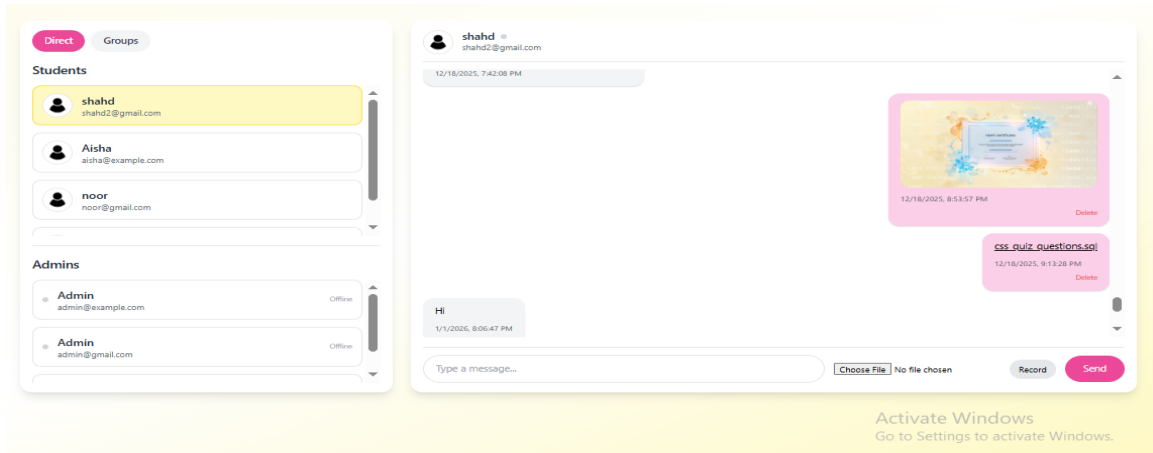 Direct
Groups
Students
shahd
shahd2@gmail.com
Aisha
aisha@example.com
noor
noor@gmail.com
Admins
Admin
admin@example.com
Offline
Admin
admin@gmail.com
Offline
shahd
shahd2@gmail.com
12/18/2025, 7:42:08 PM
12/18/2025, 8:53:57 PM
Delete
css_quiz_questions.sql
12/18/2025, 9:13:28 PM
Delete
Hi
1/1/2026, 8:06:47 PM
Type a message...
Choose File No file chosen
Record
Send
Activate Windows
Go to Settings to activate Windows.